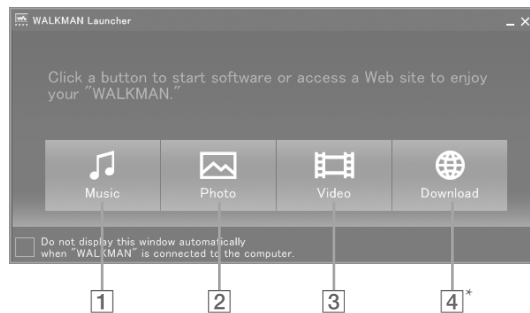 WALKMAN Launcher
Click a button to start software or access a Web site to enjoy
your "WALKMAN."
Music Photo Video Download
Do not display this window automatically
when "WALKMAN" is connected to the computer.
1 2 3 4*